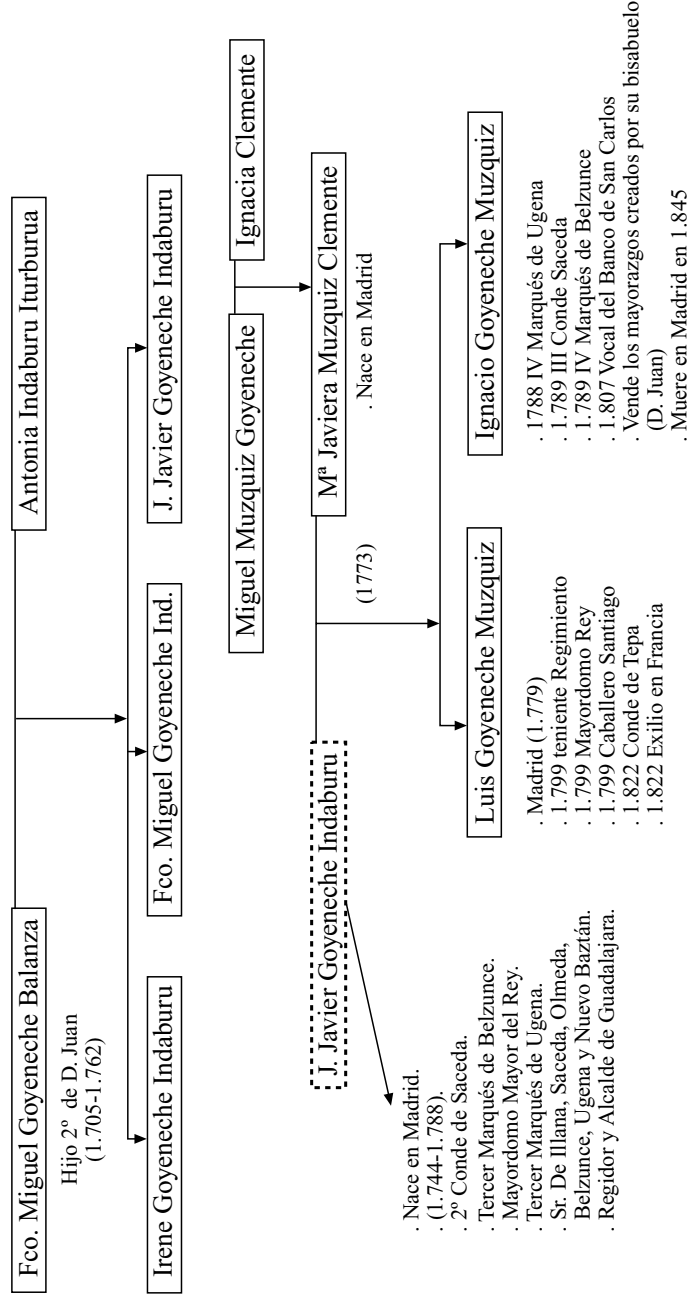 Fco. Miguel Goyeneche Balanza
Antonia Indaburu Iturburua
Hijo 2º de D. Juan
(1.705-1.762)
Irene Goyeneche Indaburu
Fco. Miguel Goyeneche Ind.
J. Javier Goyeneche Indaburu
Miguel Muzquiz Goyeneche
Ignacia Clemente
J. Javier Goyeneche Indaburu
Mª Javiera Muzquiz Clemente
. Nace en Madrid
(1773)
. Nace en Madrid.
. (1.744-1.788).
. 2º Conde de Saceda.
. Tercer Marqués de Belzunce.
. Mayordomo Mayor del Rey.
. Tercer Marqués de Ugena.
. Sr. De Illana, Saceda, Olmeda,
Belzunce, Ugena y Nuevo Baztán.
. Regidor y Alcalde de Guadalajara.
Luis Goyeneche Muzquiz
. Madrid (1.779)
. 1.799 teniente Regimiento
. 1.799 Mayordomo Rey
. 1.799 Caballero Santiago
. 1.822 Conde de Tepa
. 1.822 Exilio en Francia
Ignacio Goyeneche Muzquiz
. 1788 IV Marqués de Ugena
. 1.789 III Conde Saceda
. 1.789 IV Marqués de Belzunce
. 1.807 Vocal del Banco de San Carlos
. Vende los mayorazgos creados por su bisabuelo
(D. Juan)
. Muere en Madrid en 1.845